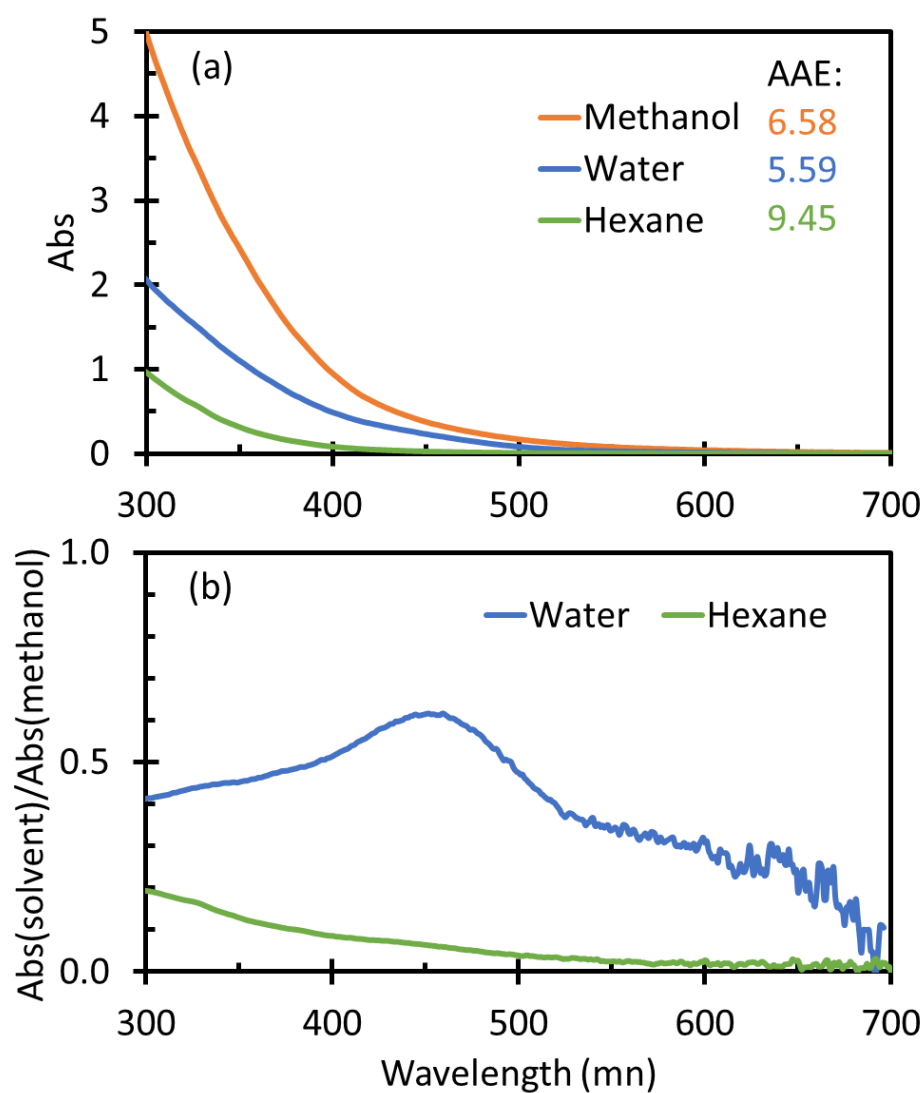 5
(a)
AAE:
4
Methanol 6.58
3
Water 5.59
Abs
Hexane 9.45
2
1
0
300 400 500 600 700
1.0
(b)
Water Hexane
Abs(solvent)/Abs(methanol)
0.5
0.0
300 400 500 600 700
Wavelength (mn)